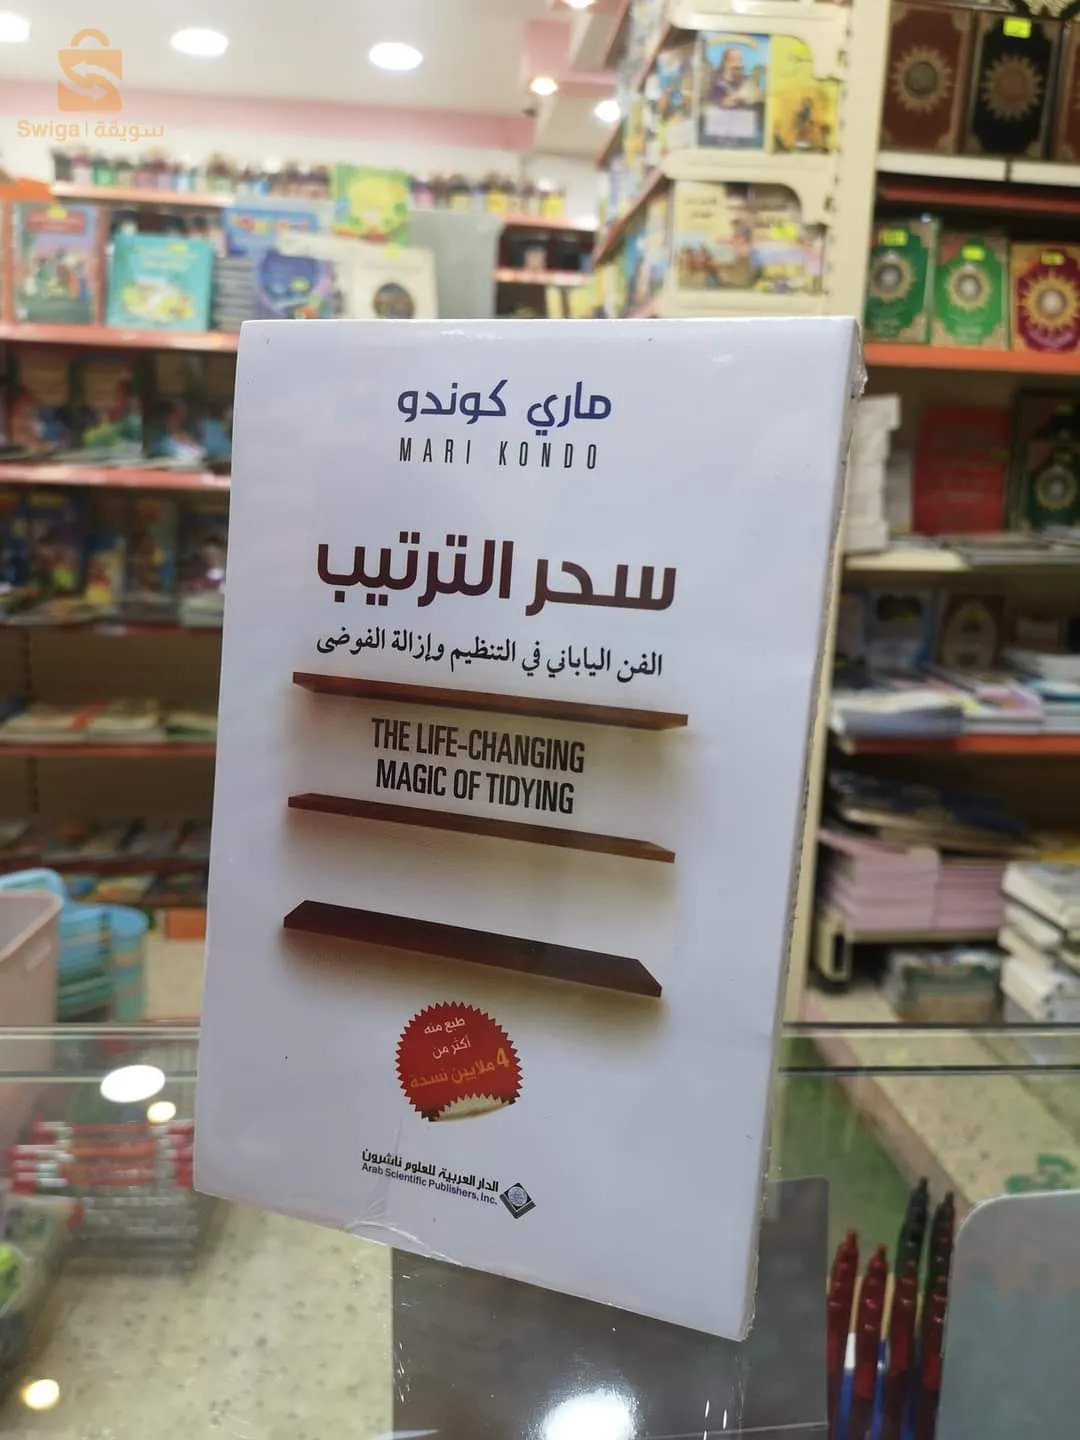 Swiga | سويقة
ماري كوندو
MARI KONDO
سحر الترتيب
الفن الياباني في التنظيم وإزالة الفوضى
THE LIFE-CHANGING
MAGIC OF TIDYING
طبع منه
أكثر من
4 ملايين نسخة
الدار العربية للعلوم ناشرون
Arab Scientific Publishers, Inc.